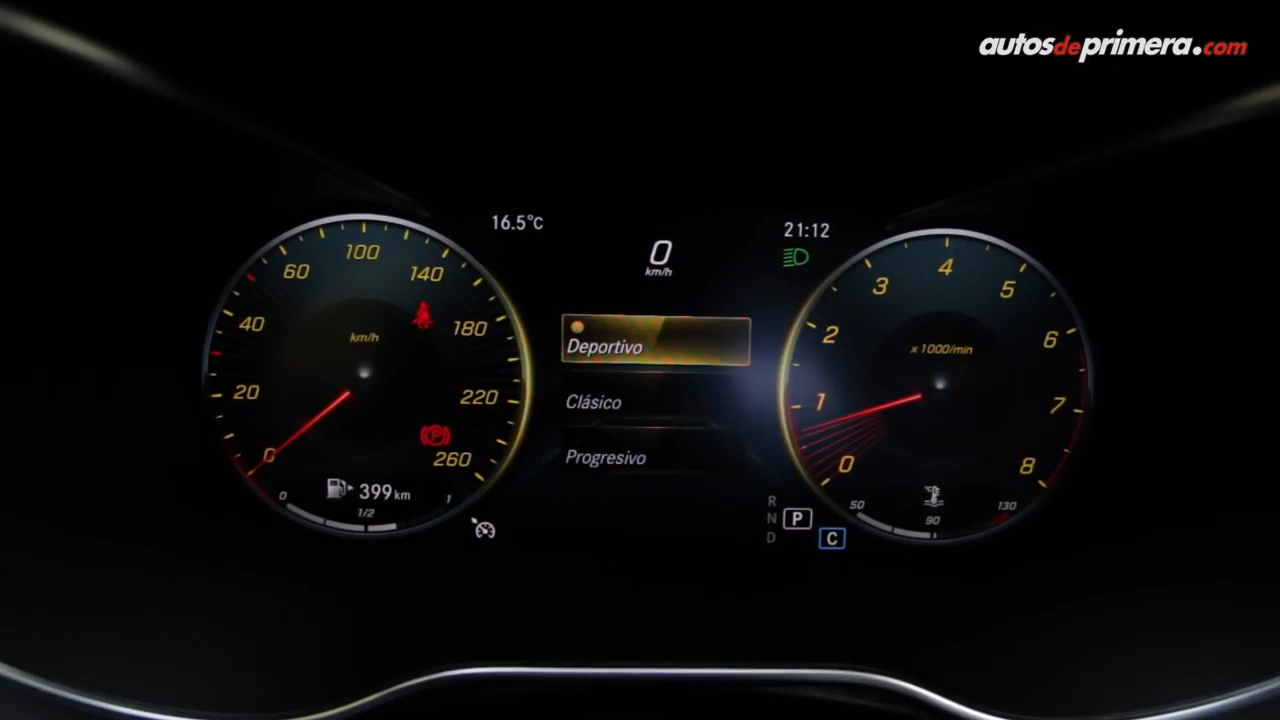 autosdeprimera.com
16.5°C
0
km/h
21:12
0
20
40
60
100
140
180
220
260
km/h
P
399 km
0
1/2
1
Deportivo
Clásico
Progresivo
0
1
2
3
4
5
6
7
8
x 1000/min
R
N
D
P
C
50
90
130